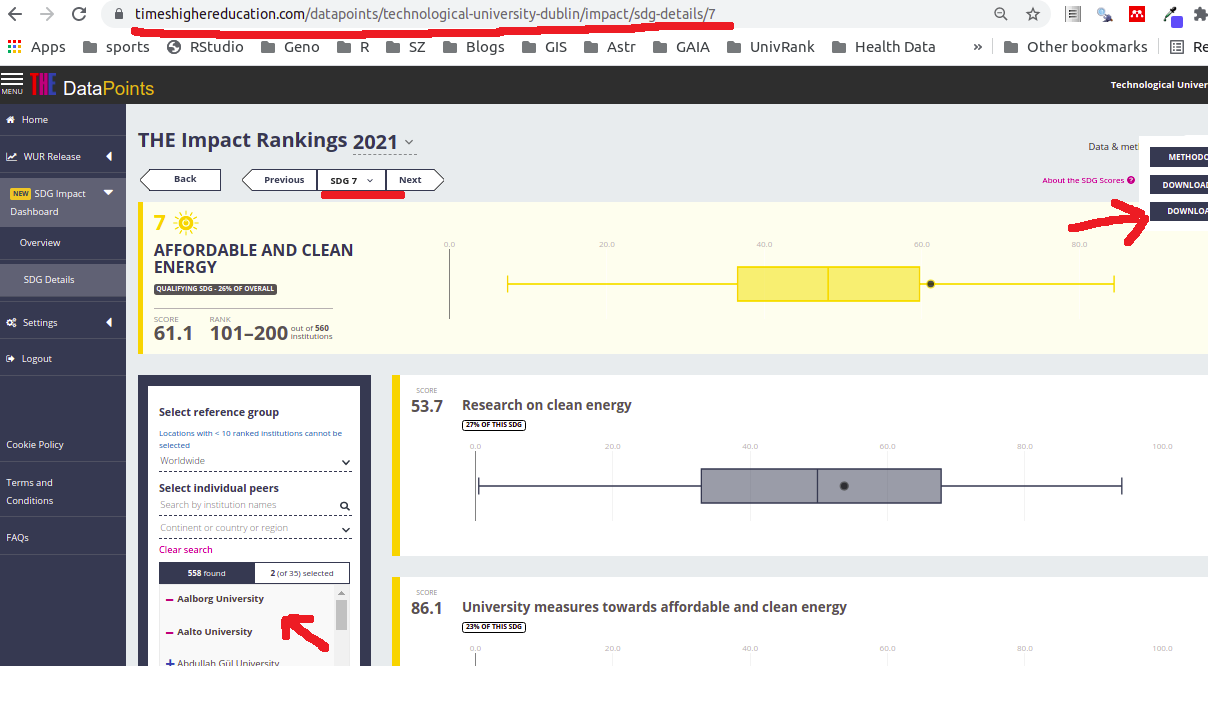 timeshighereducation.com/datapoints/technological-university-dublin/impact/sdg-details/7
Apps sports RStudio Geno R SZ Blogs GIS Astr GAIA UnivRank Health Data » Other bookmarks Re
MENU THE DataPoints
Technological Univer
Home
WUR Release
NEW SDG Impact
Dashboard
Overview
SDG Details
Settings
Logout
Cookie Policy
Terms and
Conditions
FAQs
THE Impact Rankings 2021
Data & met
METHODO
Back Previous SDG 7 Next
About the SDG Scores ?
DOWNLOAD
DOWNLOA
7
AFFORDABLE AND CLEAN
ENERGY
QUALIFYING SDG - 26% OF OVERALL
SCORE RANK
61.1 101–200 out of 560
institutions
0.0 20.0 40.0 60.0 80.0
Select reference group
Locations with < 10 ranked institutions cannot be
selected
Worldwide
Select individual peers
Search by institution names
Continent or country or region
Clear search
558 found 2 (of 35) selected
Aalborg University
Aalto University
Abdullah Gül University
SCORE
53.7 Research on clean energy
27% OF THIS SDG
0.0 20.0 40.0 60.0 80.0 100.0
SCORE
86.1 University measures towards affordable and clean energy
23% OF THIS SDG
0.0 20.0 40.0 60.0 80.0 100.0